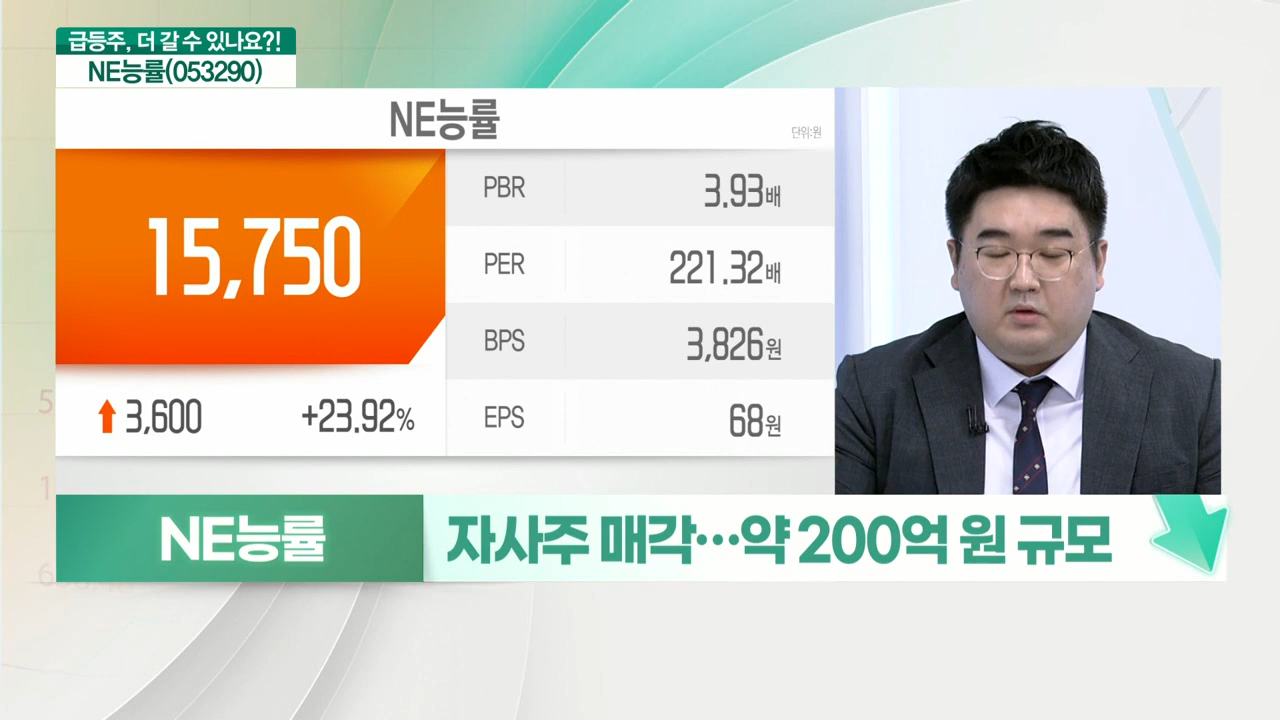 급등주, 더 갈 수 있나요?!
NE능률(053290)
NE능률
단위:원
15,750
3,600 +23.92%
PBR 3.93배
PER 221.32배
BPS 3,826원
EPS 68원
NE능률 자사주 매각…약 200억 원 규모
5
1